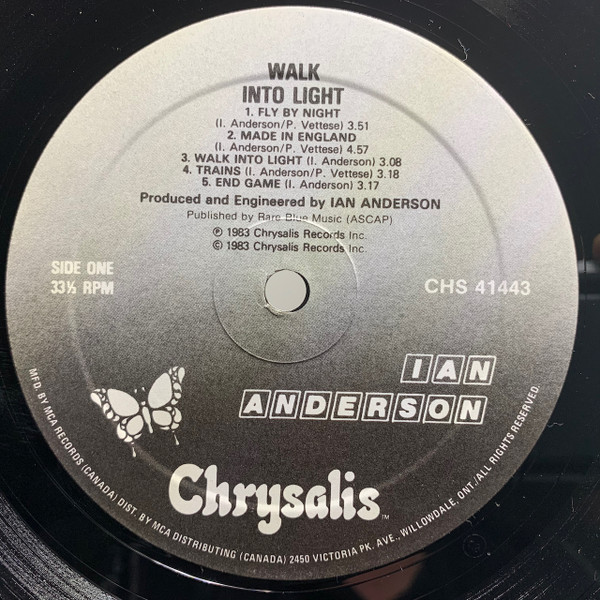 WALK
INTO LIGHT
1. FLY BY NIGHT
(I. Anderson/P. Vettese) 3.51
2. MADE IN ENGLAND
(I. Anderson/P. Vettese) 4.57
3. WALK INTO LIGHT (I. Anderson) 3.08
4. TRAINS (I. Anderson/P. Vettese) 3.18
5. END GAME (I. Anderson) 3.17
Produced and Engineered by IAN ANDERSON
Published by Rare Blue Music (ASCAP)
℗ 1983 Chrysalis Records Inc.
© 1983 Chrysalis Records Inc.
SIDE ONE
33⅓ RPM
CHS 41443
IAN
ANDERSON
Chrysalis™
MFD. BY MCA RECORDS (CANADA) DIST. BY MCA DISTRIBUTING (CANADA) 2450 VICTORIA PK. AVE., WILLOWDALE, ONT./ALL RIGHTS RESERVED.